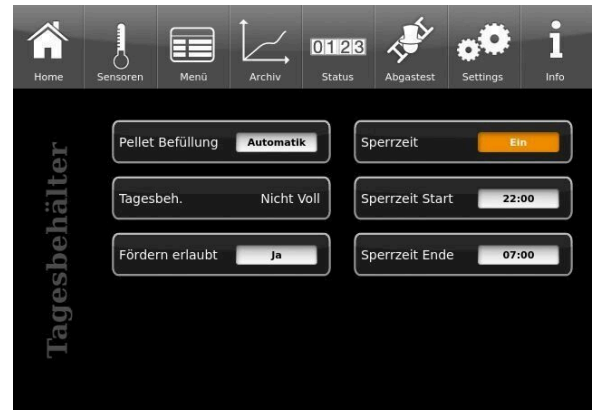 0123
Home Sensoren Menü Archiv Status Abgastest Settings Info
Tagesbehälter
Pellet Befüllung Automatik
Sperrzeit Ein
Tagesbeh. Nicht Voll
Sperrzeit Start 22:00
Fördern erlaubt Ja
Sperrzeit Ende 07:00